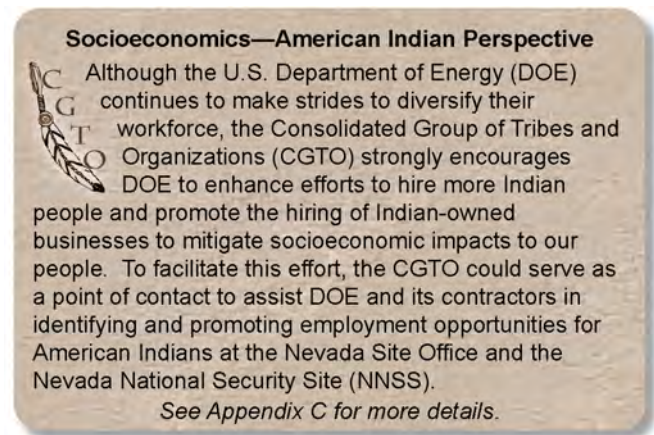 Socioeconomics—American Indian Perspective
C G T O
Although the U.S. Department of Energy (DOE)
continues to make strides to diversify their
workforce, the Consolidated Group of Tribes and
Organizations (CGTO) strongly encourages
DOE to enhance efforts to hire more Indian
people and promote the hiring of Indian-owned
businesses to mitigate socioeconomic impacts to our
people. To facilitate this effort, the CGTO could serve as
a point of contact to assist DOE and its contractors in
identifying and promoting employment opportunities for
American Indians at the Nevada Site Office and the
Nevada National Security Site (NNSS).
See Appendix C for more details.